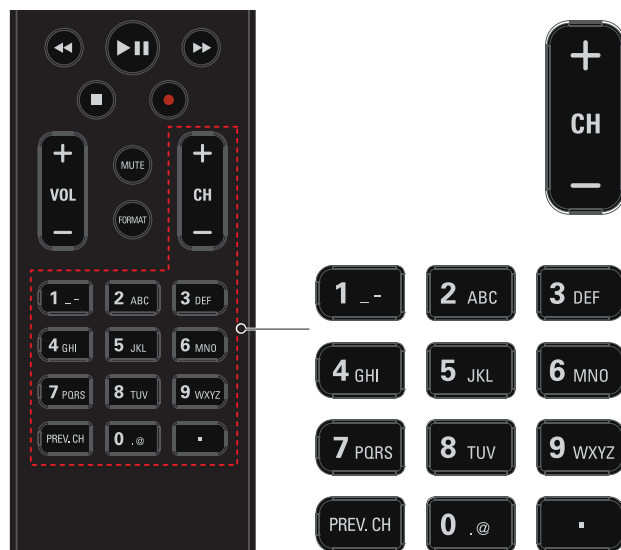 + +
VOL MUTE CH
FORMAT
— —
1 _- 2 ABC 3 DEF
4 GHI 5 JKL 6 MNO
7 PQRS 8 TUV 9 WXYZ
PREV. CH 0 .@ .
+
CH
—
1 _- 2 ABC 3 DEF
4 GHI 5 JKL 6 MNO
7 PQRS 8 TUV 9 WXYZ
PREV. CH 0 .@ .